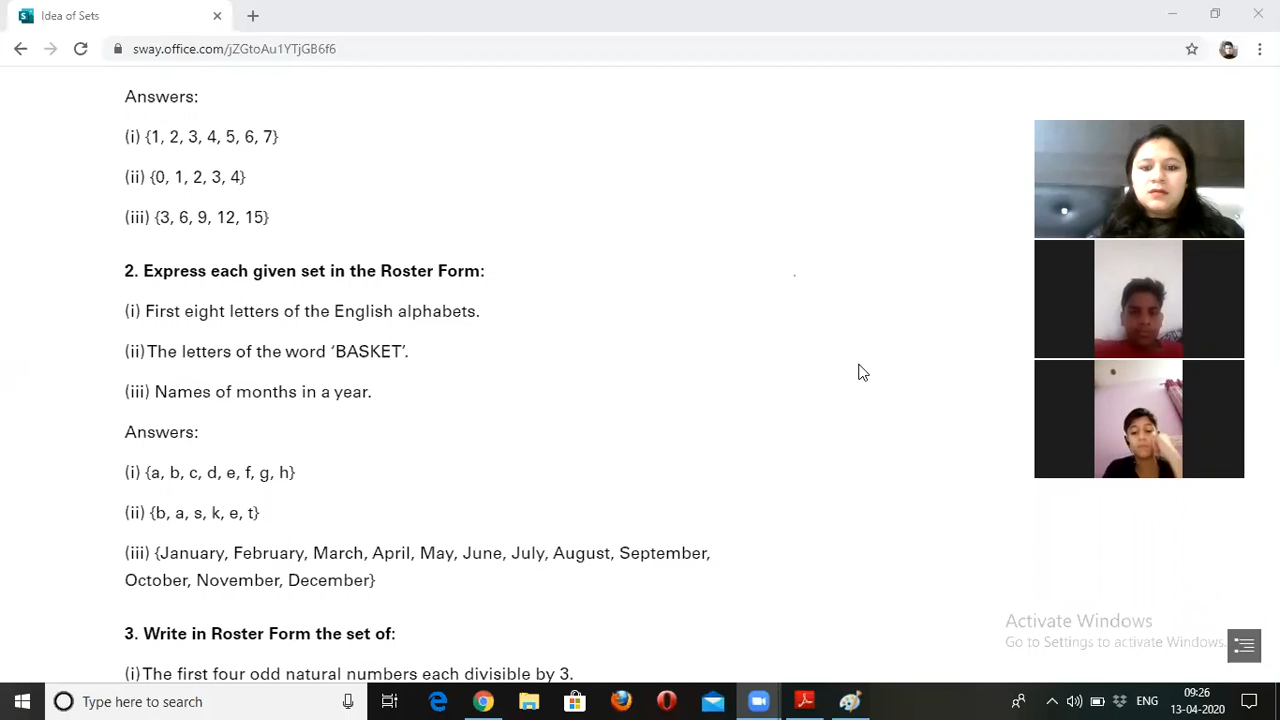 Idea of Sets
sway.office.com/jZGtoAu1YTjGB6f6
Answers:
(i) {1, 2, 3, 4, 5, 6, 7}
(ii) {0, 1, 2, 3, 4}
(iii) {3, 6, 9, 12, 15}
2. Express each given set in the Roster Form:
(i) First eight letters of the English alphabets.
(ii) The letters of the word ‘BASKET’.
(iii) Names of months in a year.
Answers:
(i) {a, b, c, d, e, f, g, h}
(ii) {b, a, s, k, e, t}
(iii) {January, February, March, April, May, June, July, August, September,
October, November, December}
3. Write in Roster Form the set of:
(i) The first four odd natural numbers each divisible by 3.
Activate Windows
Go to Settings to activate Windows.
Type here to search
ENG
09:26
13-04-2020